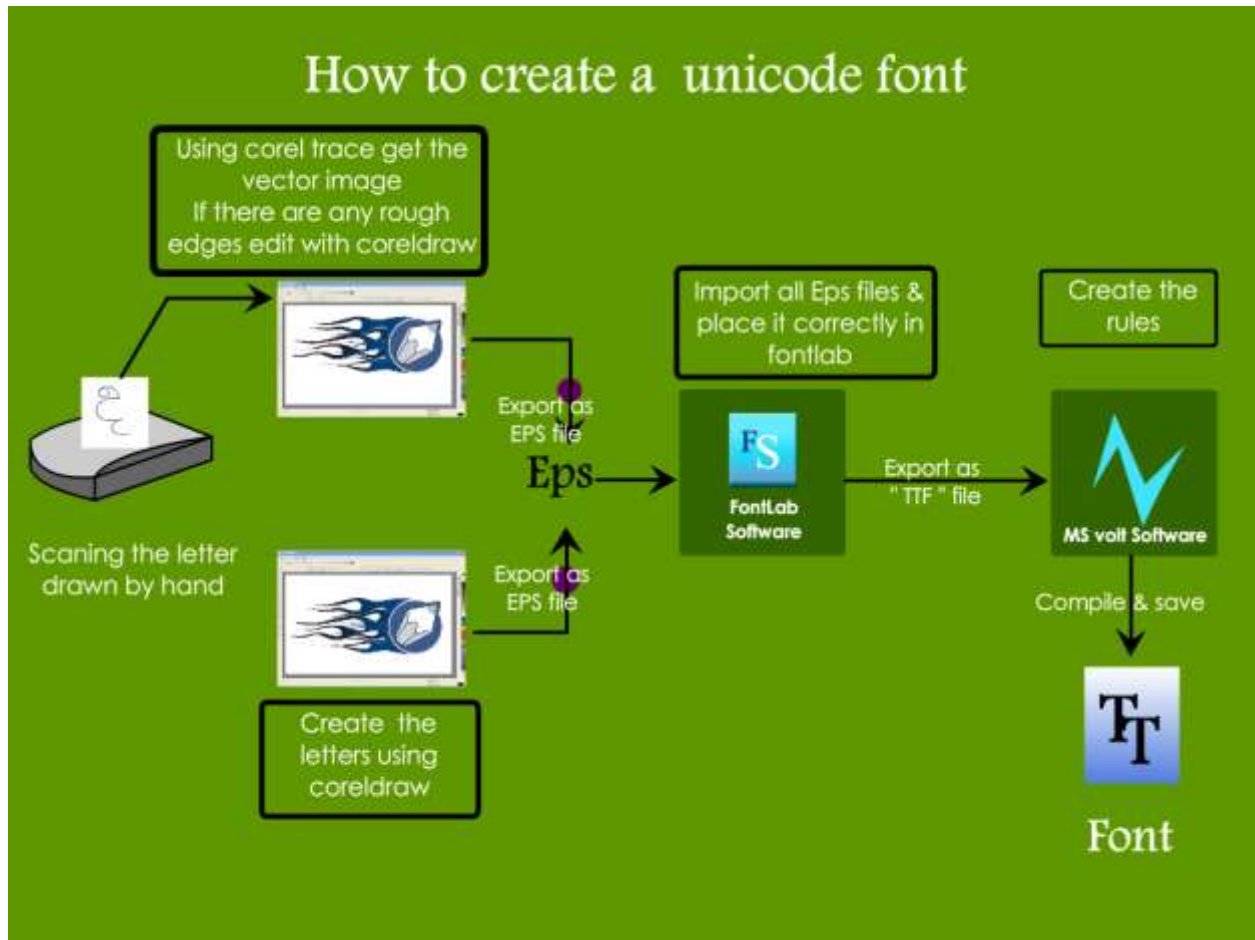 How to create a unicode font
Using corel trace get the
vector image
If there are any rough
edges edit with coreldraw
Scaning the letter
drawn by hand
Export as
EPS file
Eps
Export as
EPS file
Create the
letters using
coreldraw
Import all Eps files &
place it correctly in
fontlab
FS
FontLab
Software
Export as
" TTF " file
Create the
rules
MS volt Software
Compile & save
TT
Font